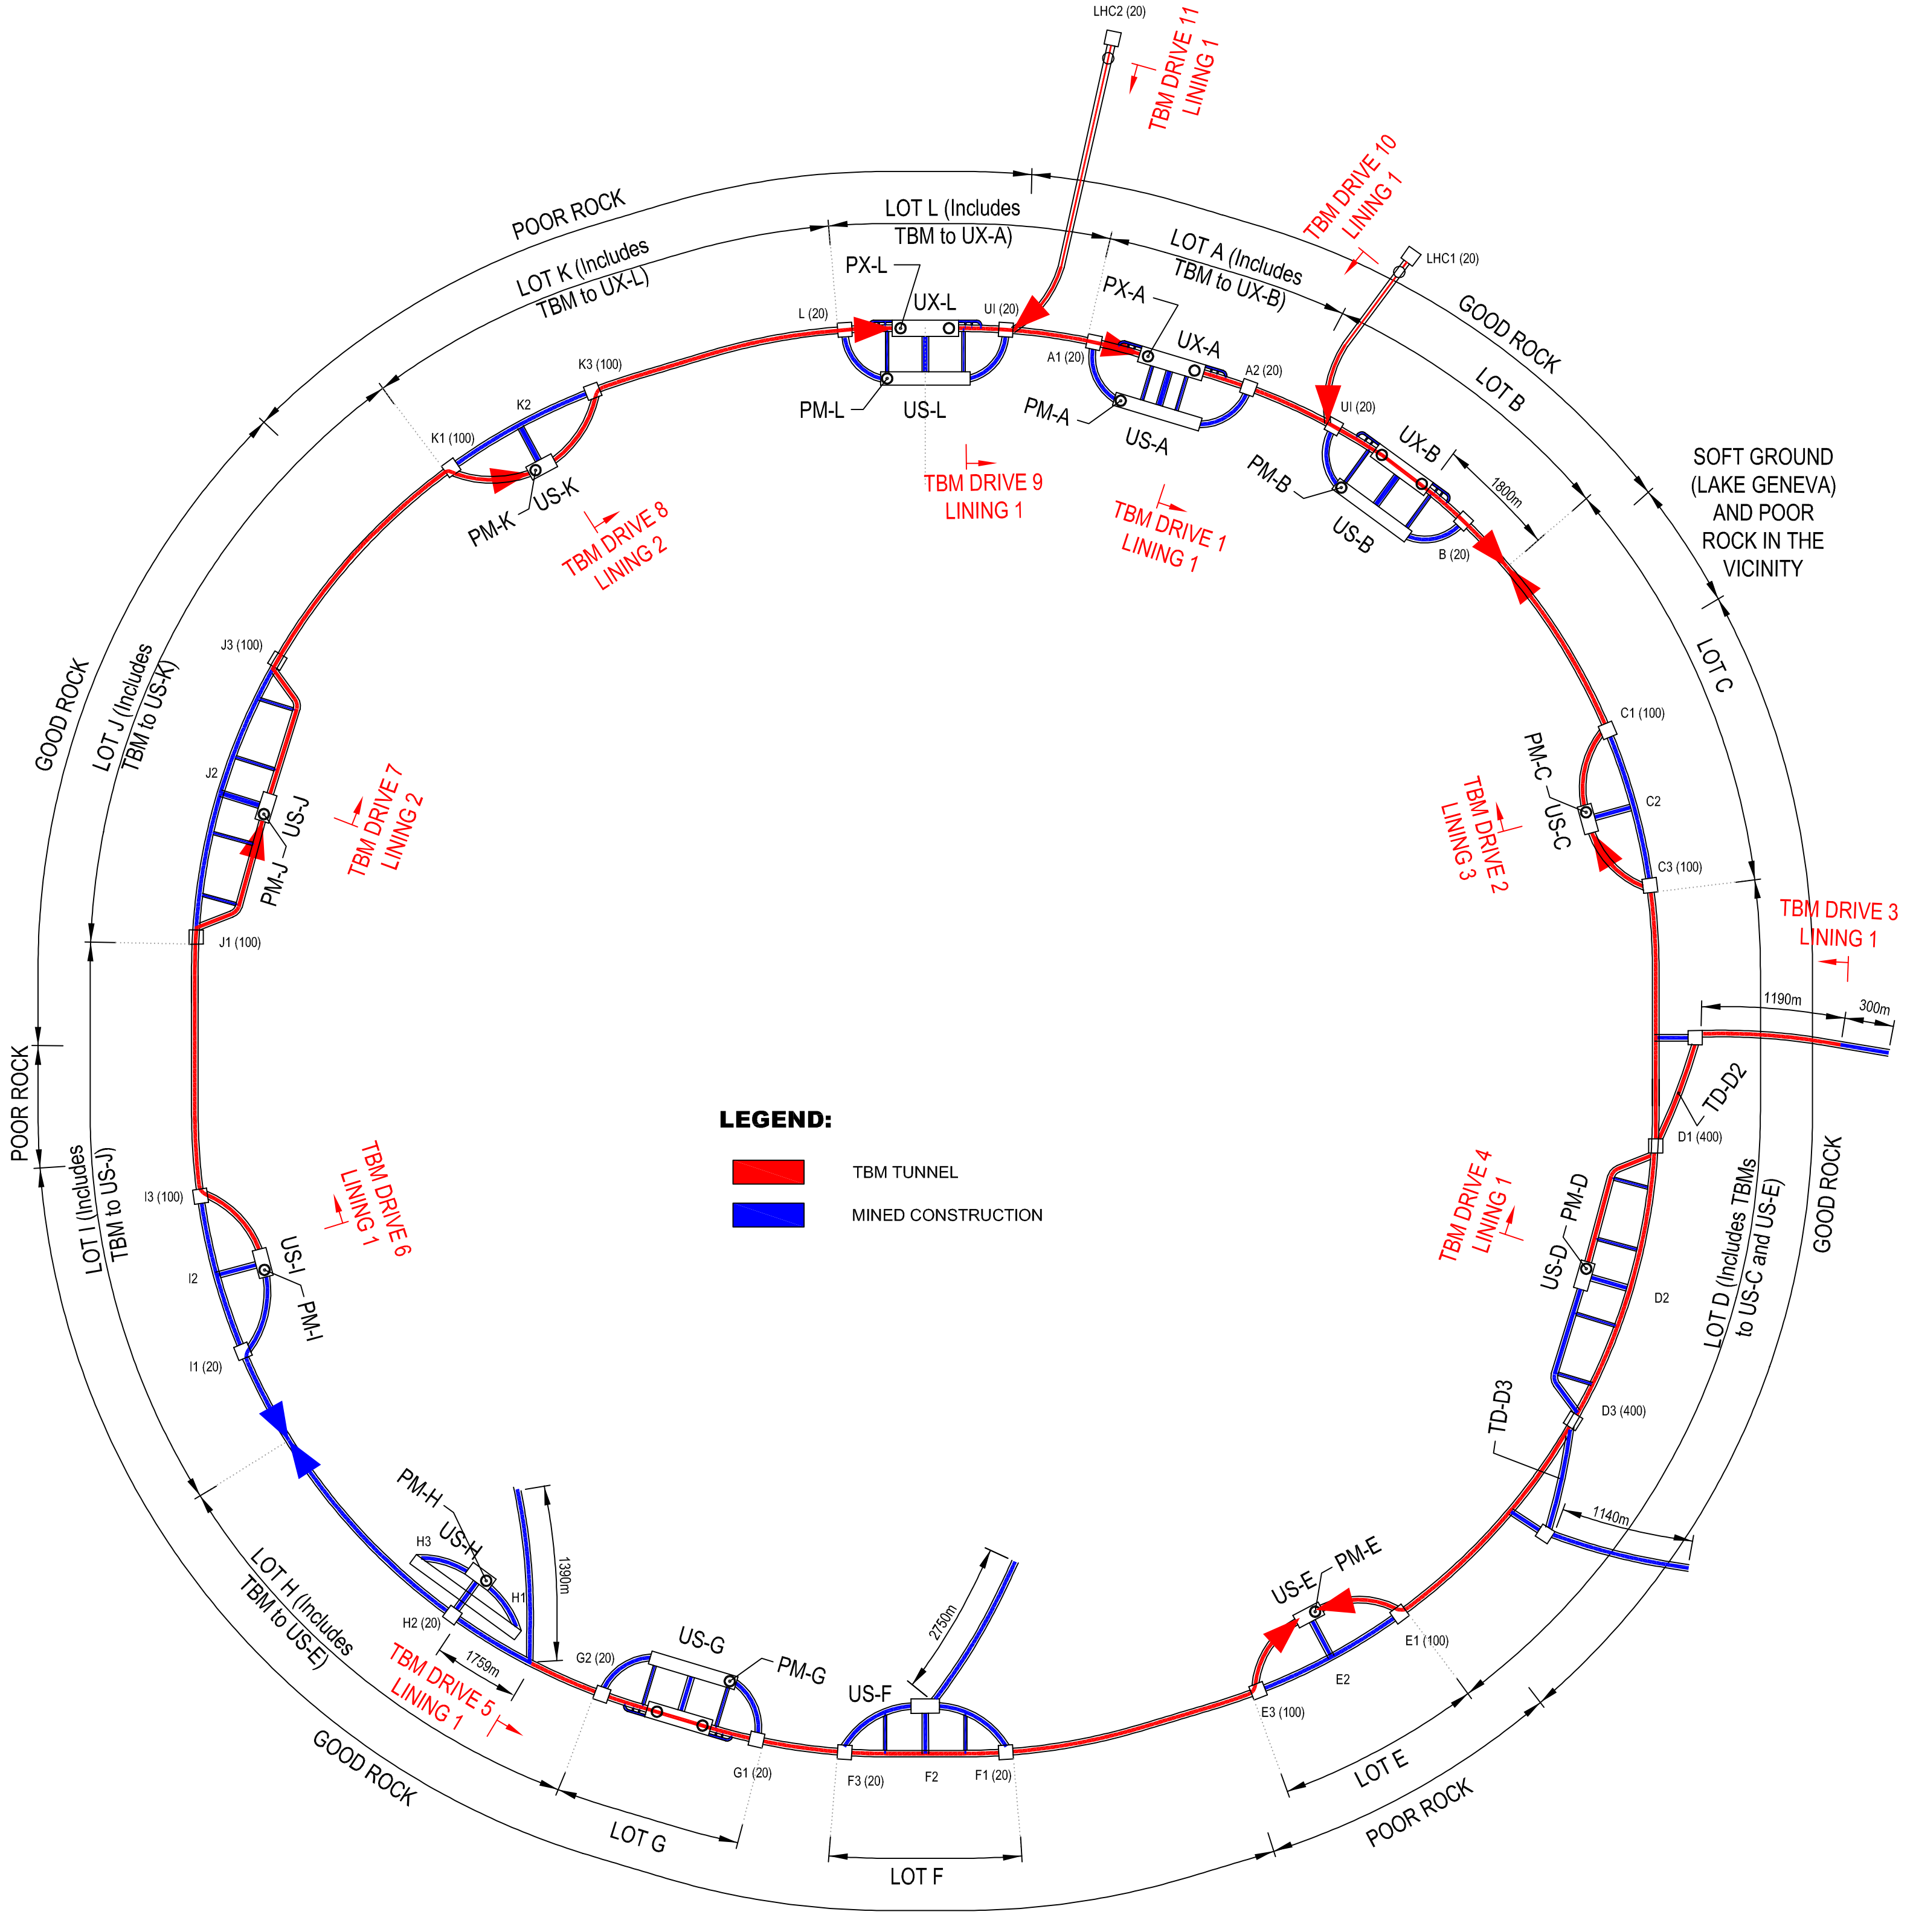 LHC2 (20)
TBM DRIVE 11
LINING 1
TBM DRIVE 10
LINING 1
LHC1 (20)
POOR ROCK
GOOD ROCK
LOT L (Includes
TBM to UX-A)
LOT A (Includes
TBM to UX-B)
LOT K (Includes
TBM to UX-L)
LOT B
PX-L
UX-L
L (20)
UI (20)
PM-L
US-L
PX-A
UX-A
A1 (20)
A2 (20)
PM-A
US-A
UI (20)
UX-B
PM-B
US-B
B (20)
1800m
SOFT GROUND
(LAKE GENEVA)
AND POOR
ROCK IN THE
VICINITY
K3 (100)
K2
K1 (100)
US-K
PM-K
TBM DRIVE 8
LINING 2
TBM DRIVE 9
LINING 1
TBM DRIVE 1
LINING 1
LOT C
GOOD ROCK
LOT J (Includes
TBM to US-K)
J3 (100)
J2
US-J
PM-J
J1 (100)
TBM DRIVE 7
LINING 2
C1 (100)
PM-C
US-C
C2
C3 (100)
TBM DRIVE 2
LINING 3
TBM DRIVE 3
LINING 1
1190m
300m
TD-D2
D1 (400)
POOR ROCK
LOT I (Includes
TBM to US-J)
I3 (100)
US-I
I2
PM-I
I1 (20)
TBM DRIVE 6
LINING 1
LEGEND:
TBM TUNNEL
MINED CONSTRUCTION
TBM DRIVE 4
LINING 1
PM-D
US-D
D2
LOT D (Includes TBMs
to US-C and US-E)
GOOD ROCK
D3 (400)
TD-D3
1140m
PM-H
US-H
H3
H1
H2 (20)
1390m
1759m
LOT H (Includes
TBM to US-E)
TBM DRIVE 5
LINING 1
G2 (20)
US-G
PM-G
G1 (20)
2750m
US-F
F3 (20)
F2
F1 (20)
US-E
PM-E
E1 (100)
E2
E3 (100)
GOOD ROCK
LOT G
LOT F
LOT E
POOR ROCK